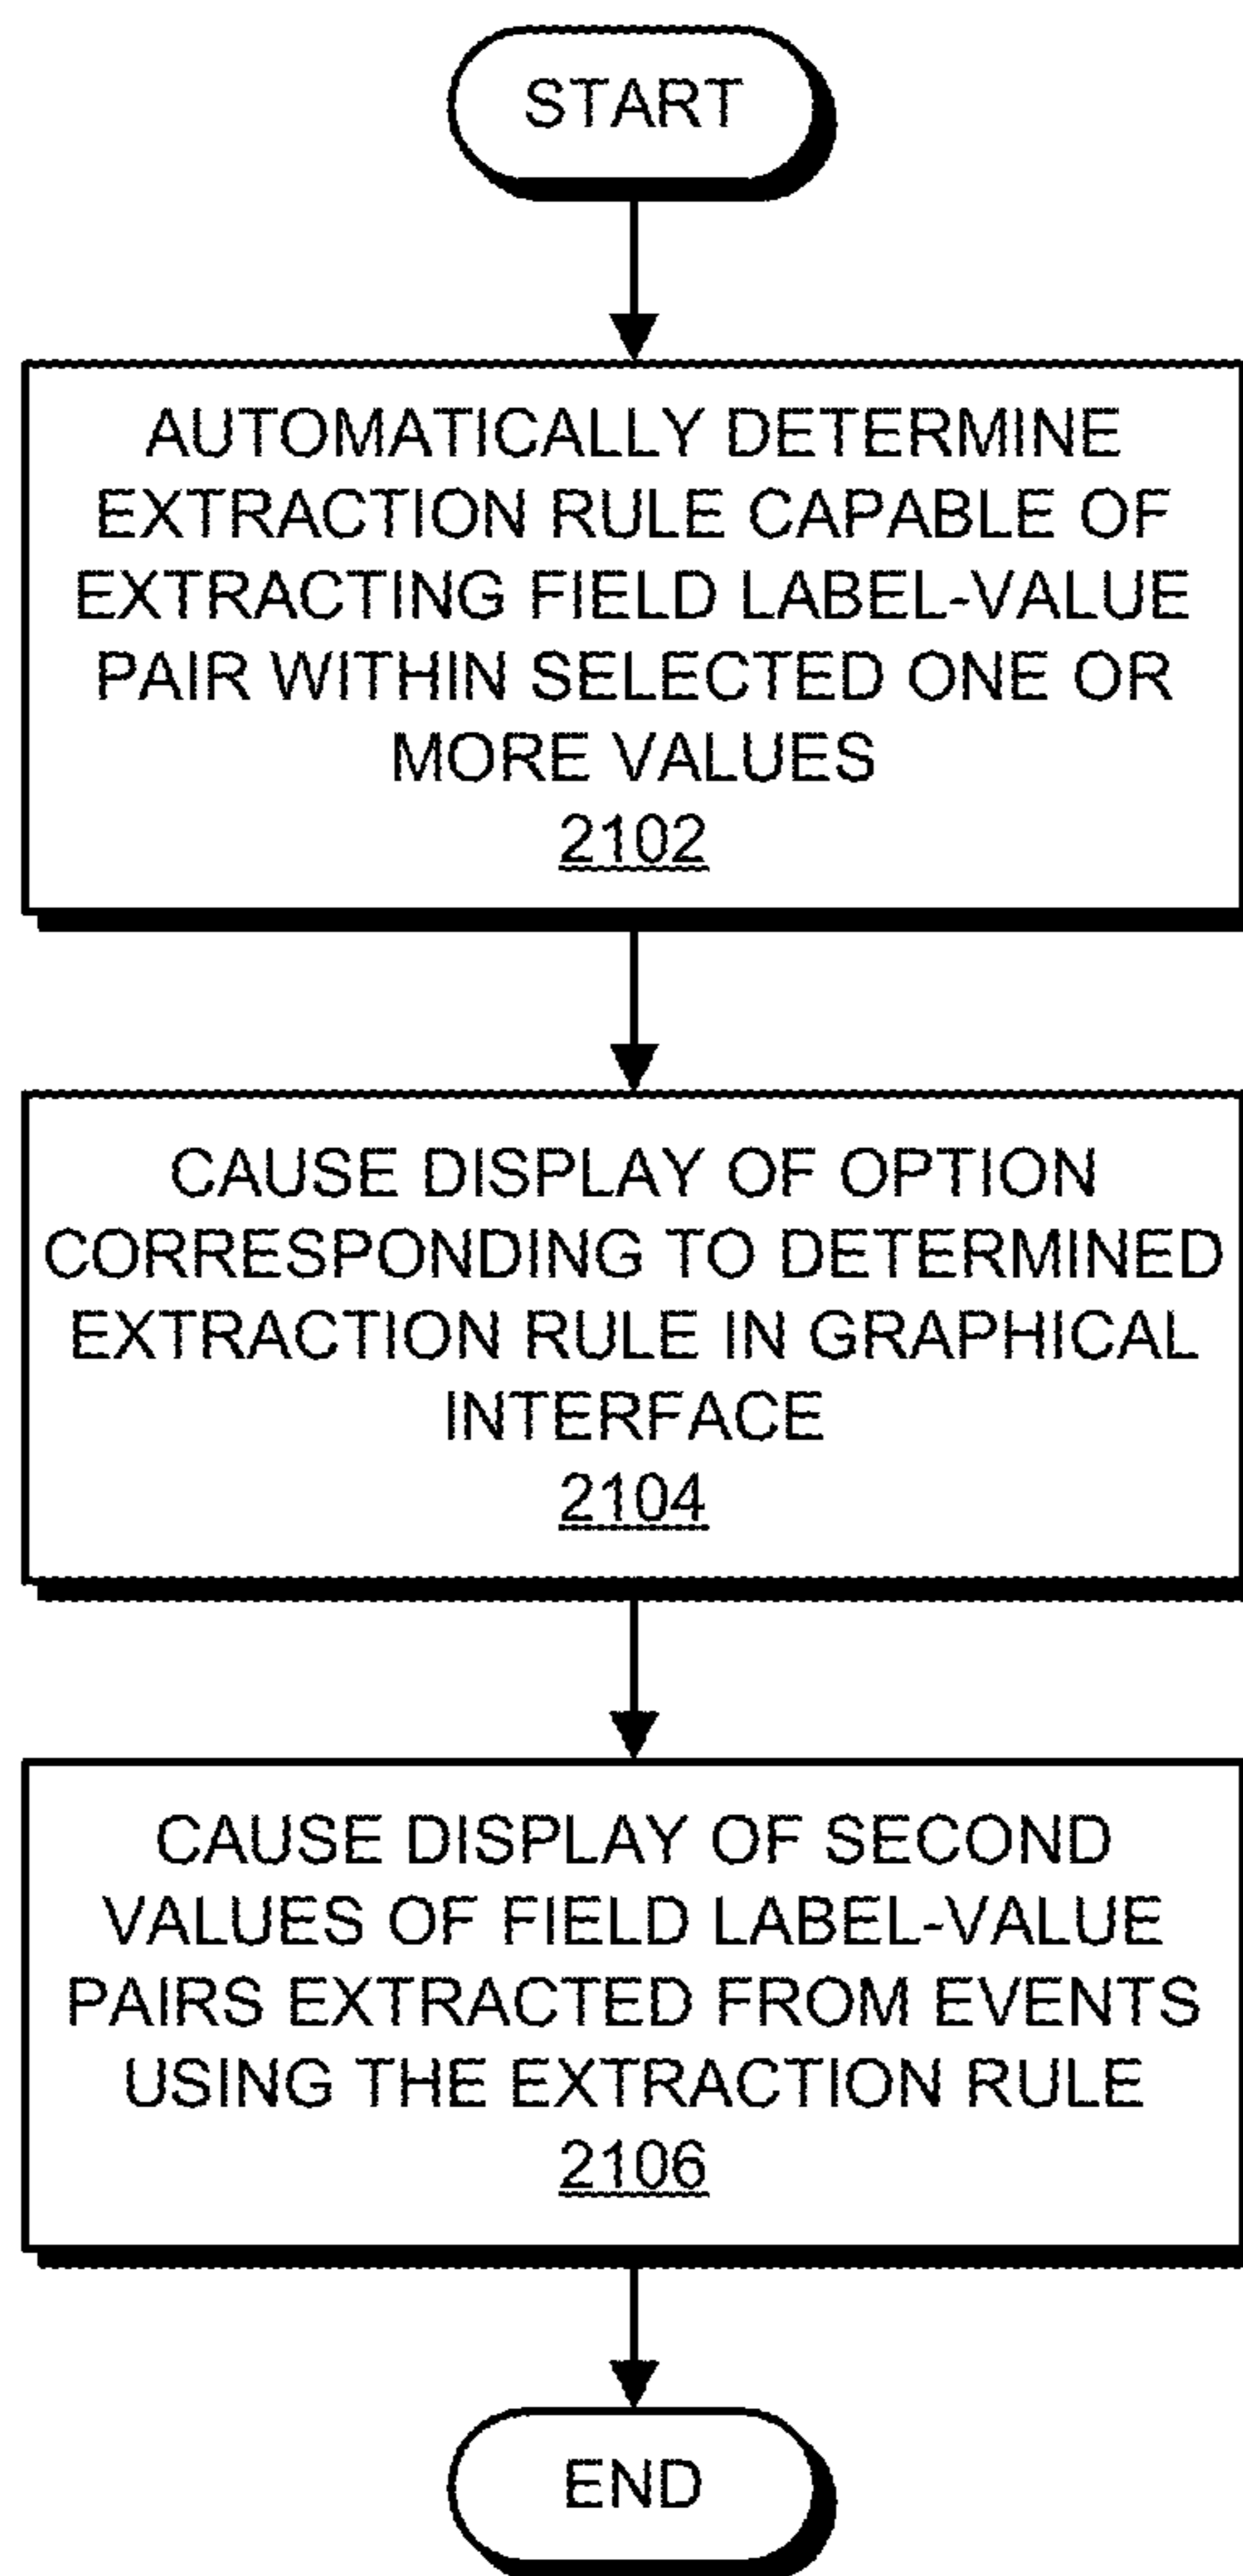 START
AUTOMATICALLY DETERMINE
EXTRACTION RULE CAPABLE OF
EXTRACTING FIELD LABEL-VALUE
PAIR WITHIN SELECTED ONE OR
MORE VALUES
2102
CAUSE DISPLAY OF OPTION
CORRESPONDING TO DETERMINED
EXTRACTION RULE IN GRAPHICAL
INTERFACE
2104
CAUSE DISPLAY OF SECOND
VALUES OF FIELD LABEL-VALUE
PAIRS EXTRACTED FROM EVENTS
USING THE EXTRACTION RULE
2106
END